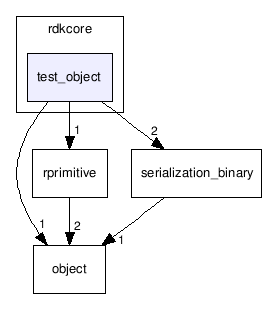 rdkcore
test_object
1
2
rprimitive
serialization_binary
1
2
1
object